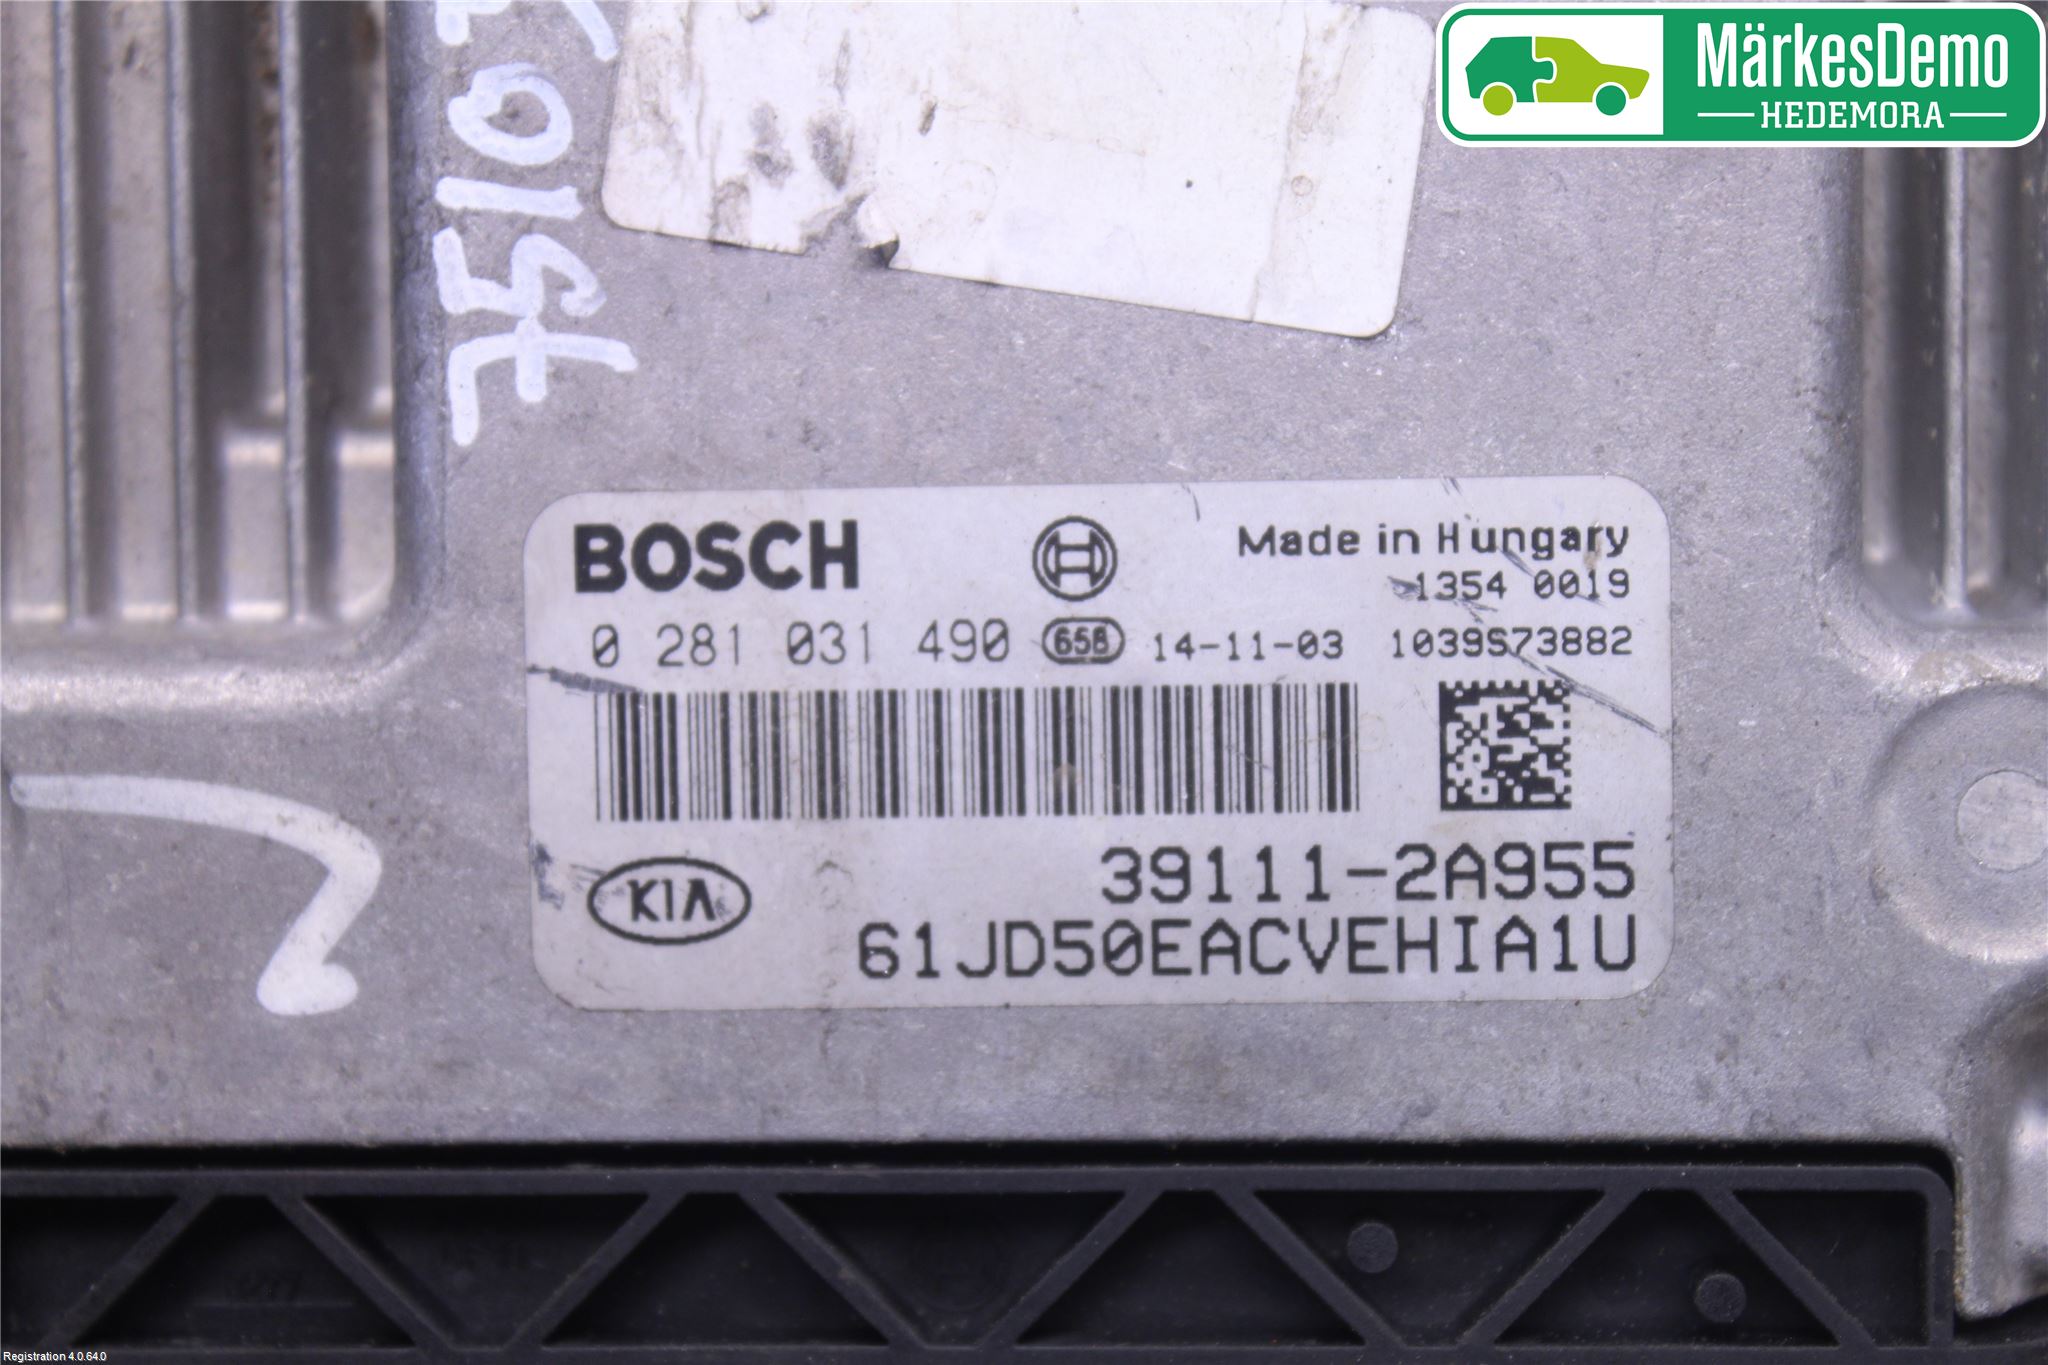 MärkesDemo
HEDEMORA
BOSCH
Made in Hungary
1354 0019
0 281 031 490 658 14-11-03 1039S73882
KIA
39111-2A955
61JD50EACVEHIA1U
Registration 4.0.64.0